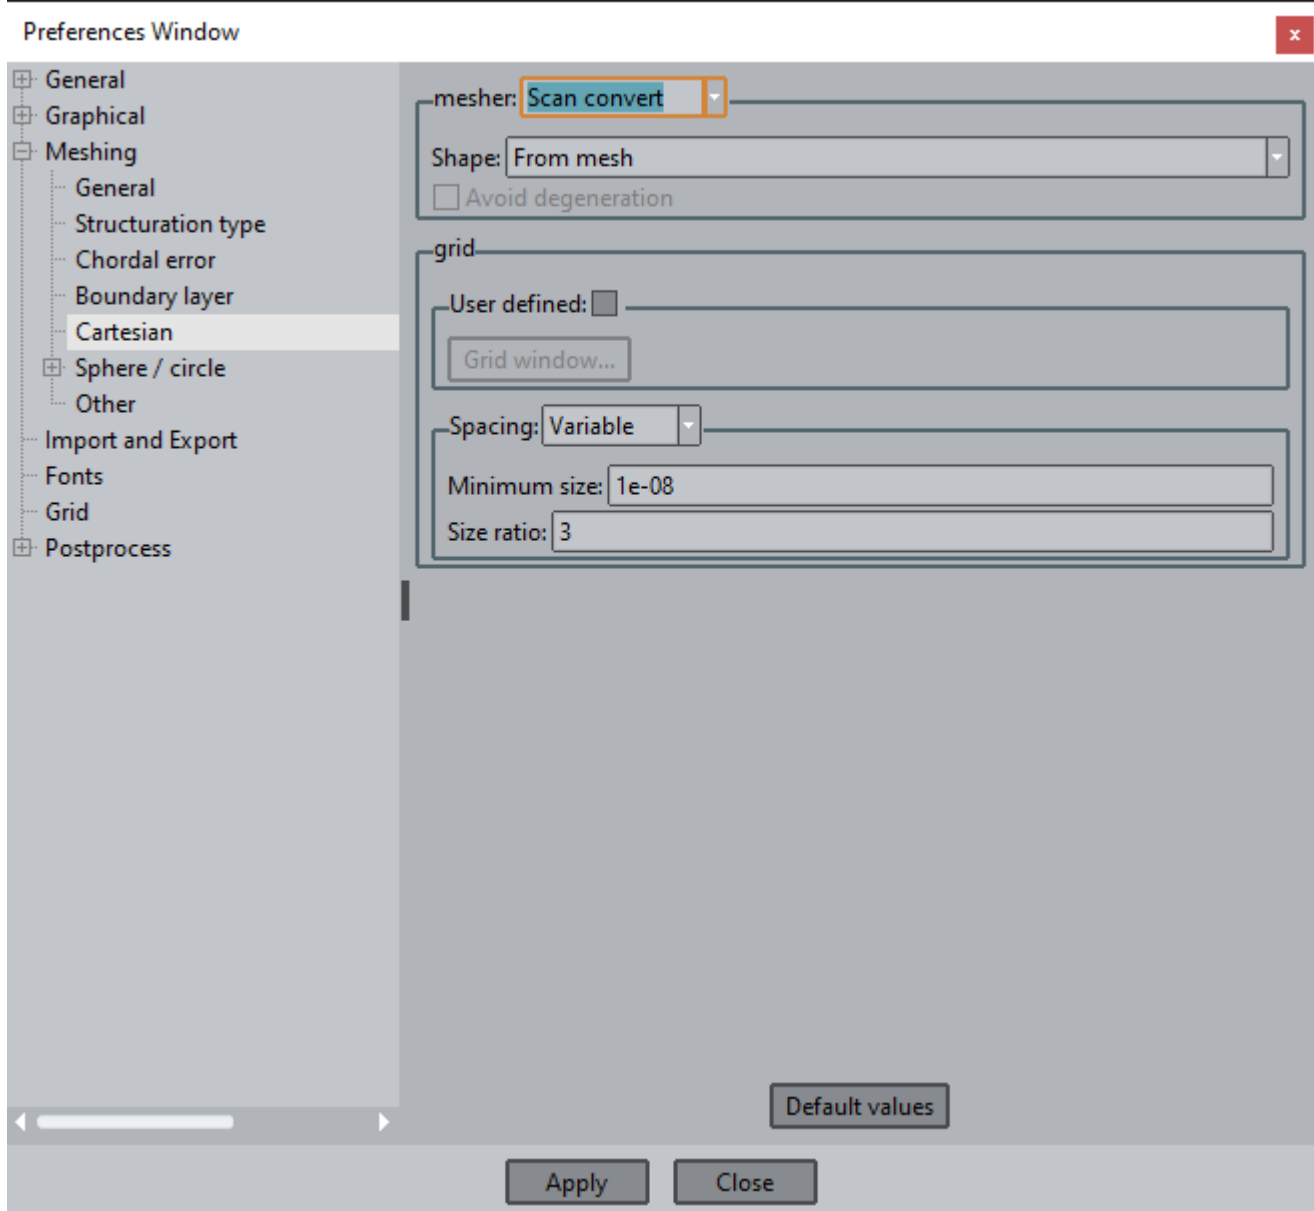 Preferences Window
x
General
Graphical
Meshing
General
Structuration type
Chordal error
Boundary layer
Cartesian
Sphere / circle
Other
Import and Export
Fonts
Grid
Postprocess
mesher: Scan convert
Shape: From mesh
Avoid degeneration
grid
User defined:
Grid window...
Spacing: Variable
Minimum size: 1e-08
Size ratio: 3
Default values
Apply Close